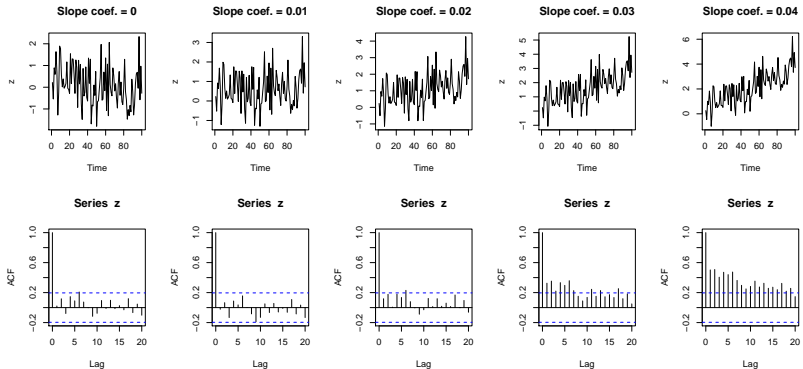 Slope coef. = 0
z
2
1
0
−1
0 20 40 60 80
Time
Slope coef. = 0.01
z
3
2
1
0
−1
0 20 40 60 80
Time
Slope coef. = 0.02
z
4
3
2
1
0
−1
0 20 40 60 80
Time
Slope coef. = 0.03
z
5
4
3
2
1
−1
0 20 40 60 80
Time
Slope coef. = 0.04
z
6
4
2
0
0 20 40 60 80
Time
Series z
ACF
1.0
0.6
0.2
−0.2
0 5 10 15 20
Lag
Series z
ACF
1.0
0.6
0.2
−0.2
0 5 10 15 20
Lag
Series z
ACF
1.0
0.6
0.2
−0.2
0 5 10 15 20
Lag
Series z
ACF
1.0
0.6
0.2
−0.2
0 5 10 15 20
Lag
Series z
ACF
1.0
0.6
0.2
−0.2
0 5 10 15 20
Lag